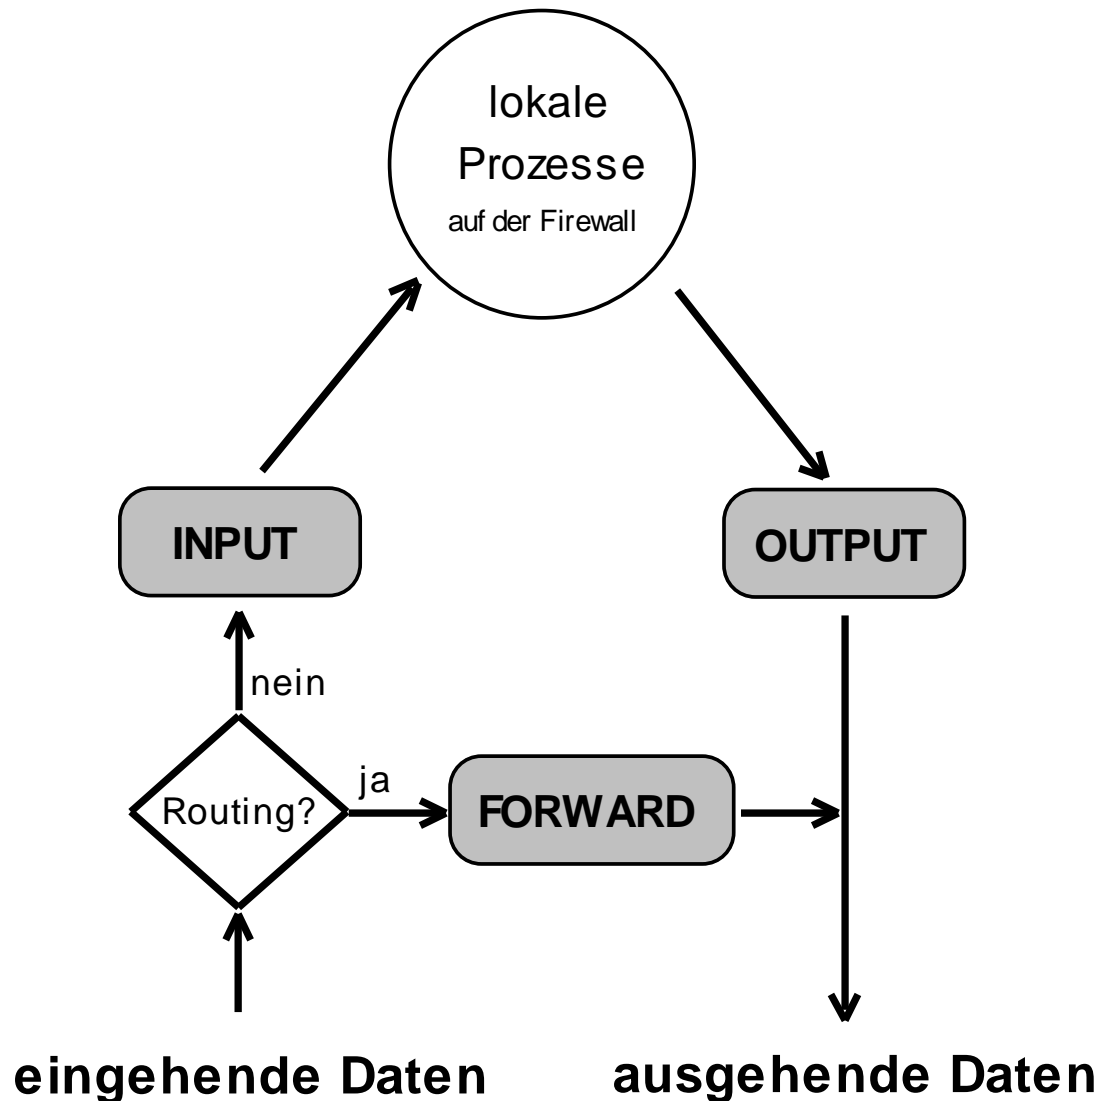 lokale
Prozesse
auf der Firewall
INPUT
OUTPUT
nein
ja
Routing?
FORWARD
eingehende Daten
ausgehende Daten